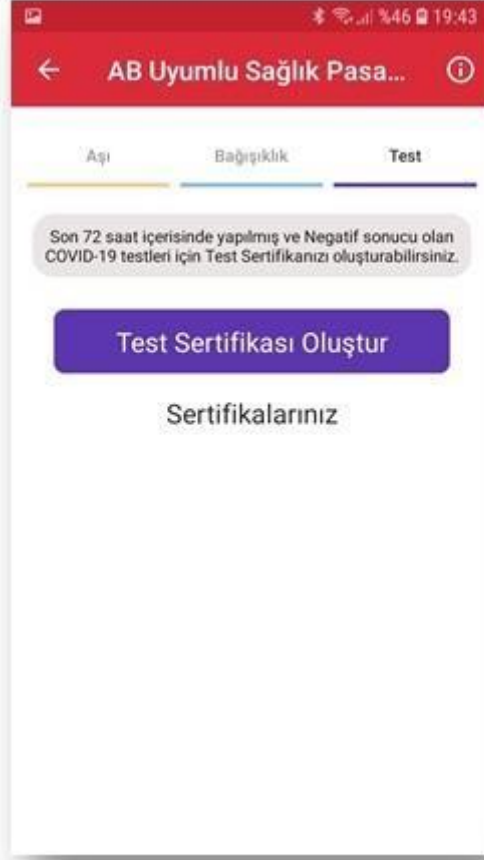 %46 19:43
AB Uyumlu Sağlık Pasa...
Aşı Bağışıklık Test
Son 72 saat içerisinde yapılmış ve Negatif sonucu olan
COVID-19 testleri için Test Sertifikanızı oluşturabilirsiniz.
Test Sertifikası Oluştur
Sertifikalarınız